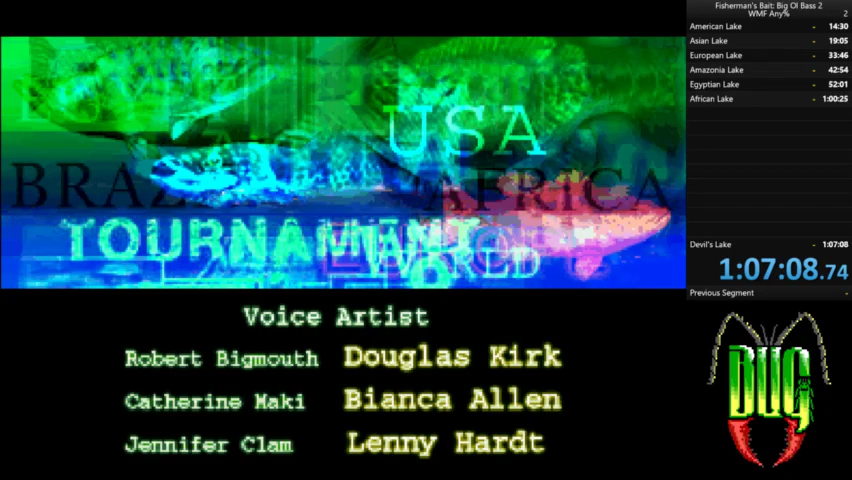 Fisherman's Bait: Big Ol Bass 2
WMF Any%
2
American Lake - 14:30
Asian Lake - 19:05
European Lake - 33:46
Amazonia Lake - 42:54
Egyptian Lake - 52:01
African Lake - 1:00:25
Devil's Lake - 1:07:08
1:07:08.74
Previous Segment -
USA
AFRICA
TOURNAMENT
WORLD
Voice Artist
Robert Bigmouth Douglas Kirk
Catherine Maki Bianca Allen
Jennifer Clam Lenny Hardt
BUG